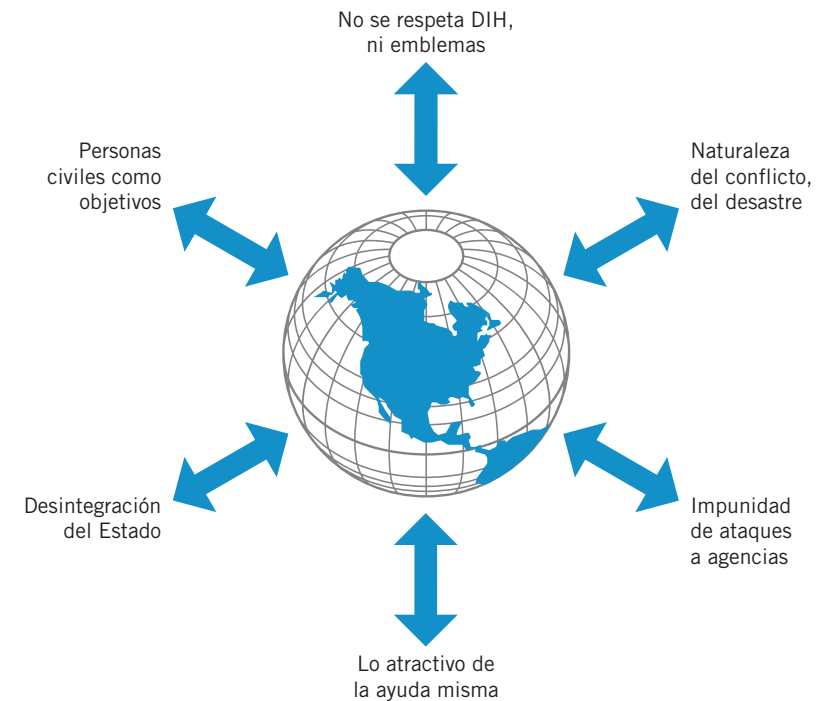 No se respeta DIH,
ni emblemas
Personas
civiles como
objetivos
Naturaleza
del conflicto,
del desastre
Desintegración
del Estado
Impunidad
de ataques
a agencias
Lo atractivo de
la ayuda misma